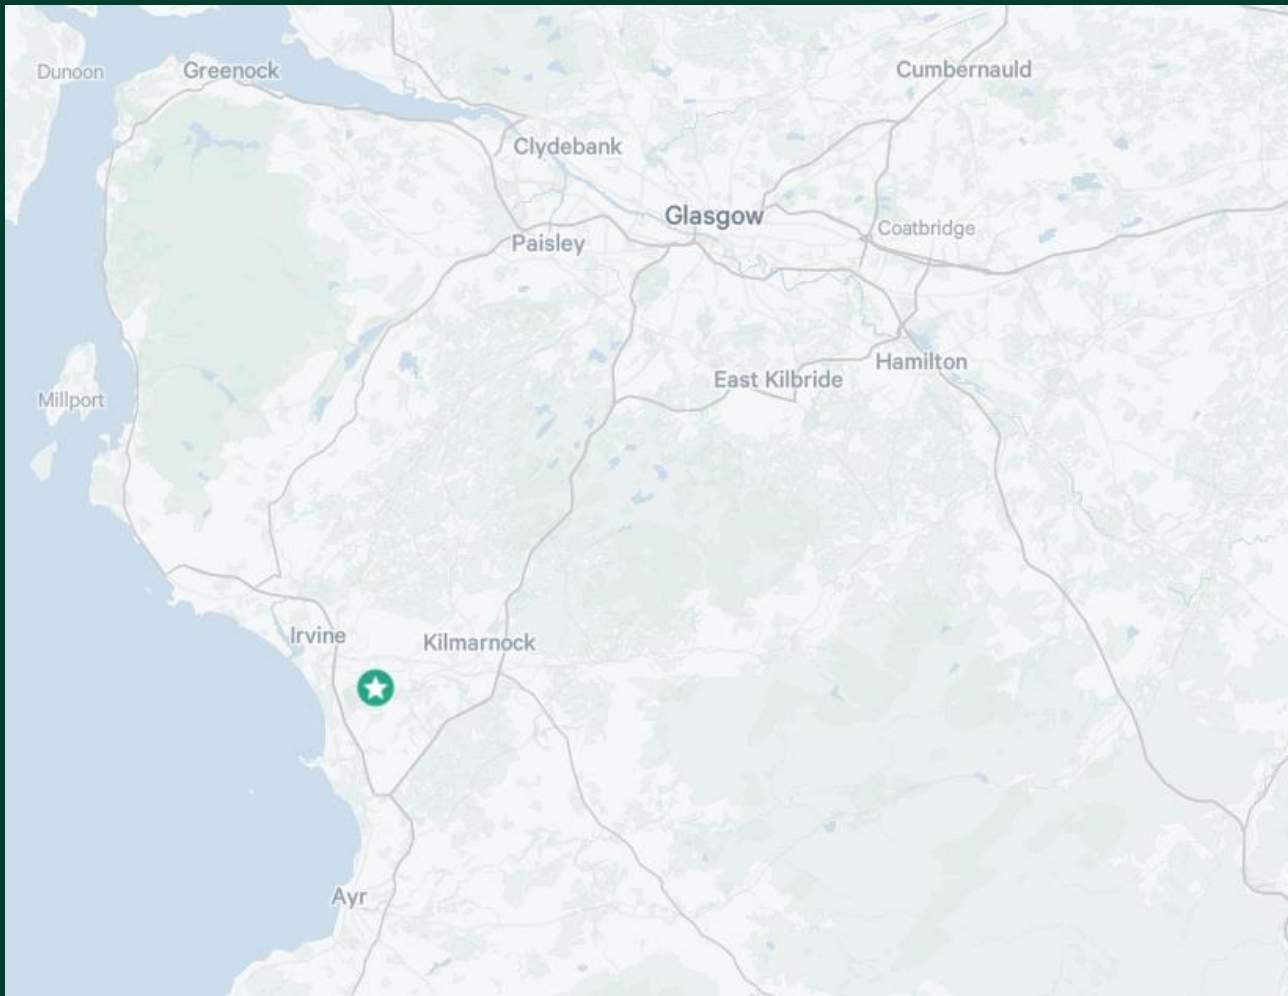 Dunoon
Greenock
Cumbernauld
Clydebank
Glasgow
Coatbridge
Paisley
Hamilton
East Kilbride
Millport
Irvine
Kilmarnock
Ayr